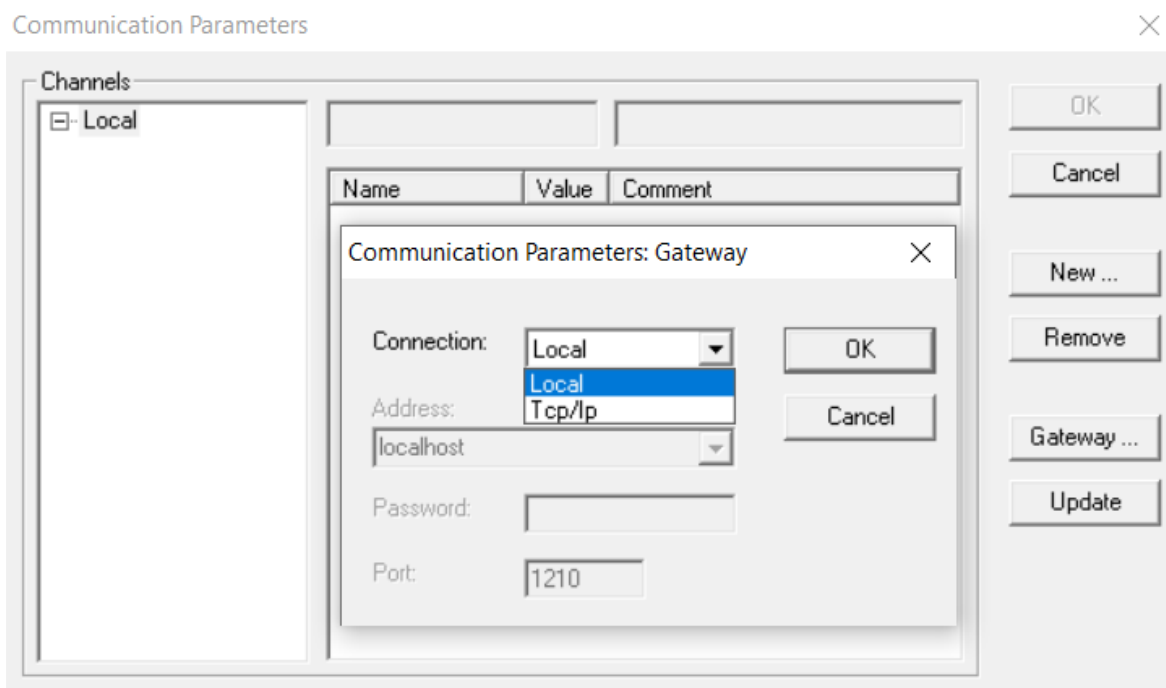 Communication Parameters
Channels
Local
OK
Cancel
Name Value Comment
New ...
Remove
Communication Parameters: Gateway
Connection: Local
Local
Tcp/Ip
OK
Address:
localhost
Cancel
Password:
Port: 1210
Gateway ...
Update